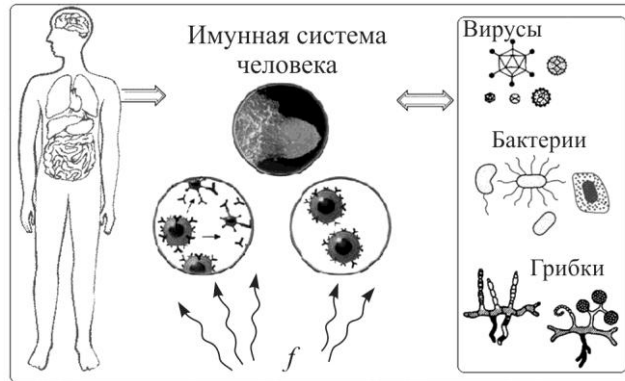 Имунная система
человека
Вирусы
Бактерии
Грибки
f